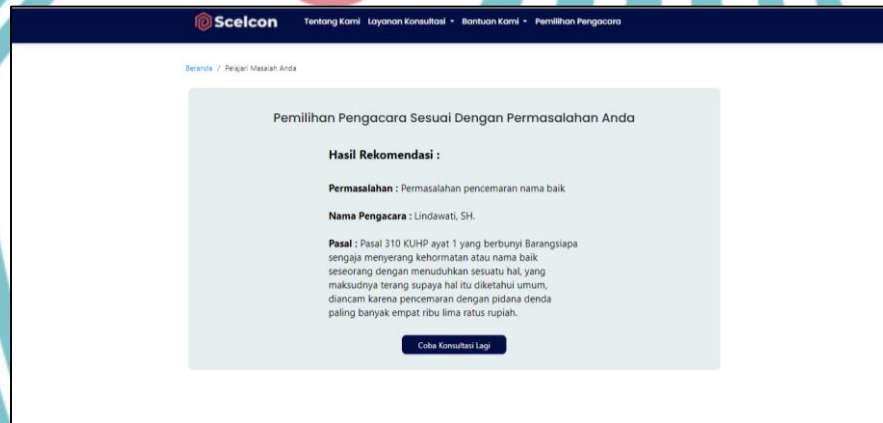 Scelcon
Tentang Kami Layanan Konsultasi Bantuan Kami Pemilihan Pengacara
Beranda / Pelajari Masalah Anda
Pemilihan Pengacara Sesuai Dengan Permasalahan Anda
Hasil Rekomendasi :
Permasalahan : Permasalahan pencemaran nama baik
Nama Pengacara : Lindawati, SH.
Pasal : Pasal 310 KUHP ayat 1 yang berbunyi Barangsiapa
sengaja menyerang kehormatan atau nama baik
seseorang dengan menuduhkan sesuatu hal, yang
maksudnya terang supaya hal itu diketahui umum,
diancam karena pencemaran dengan pidana denda
paling banyak empat ribu lima ratus rupiah.
Coba Konsultasi Lagi